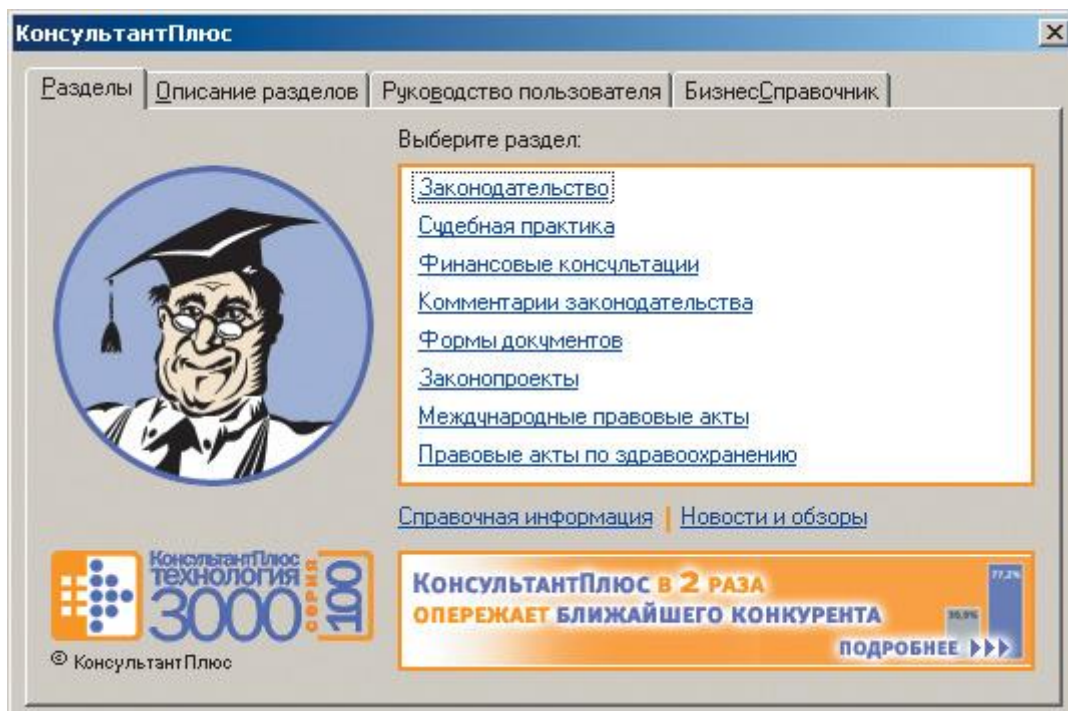 КонсультантПлюс
Разделы Описание разделов Руководство пользователя БизнесСправочник
Выберите раздел:
Законодательство
Судебная практика
Финансовые консультации
Комментарии законодательства
Формы документов
Законопроекты
Международные правовые акты
Правовые акты по здравоохранению
Справочная информация | Новости и обзоры
КонсультантПлюс
ТЕХНОЛОГИЯ
3000
СЕРИЯ
100
© КонсультантПлюс
КонсультантПлюс в 2 раза
опережает ближайшего конкурента
77,2%
подробнее